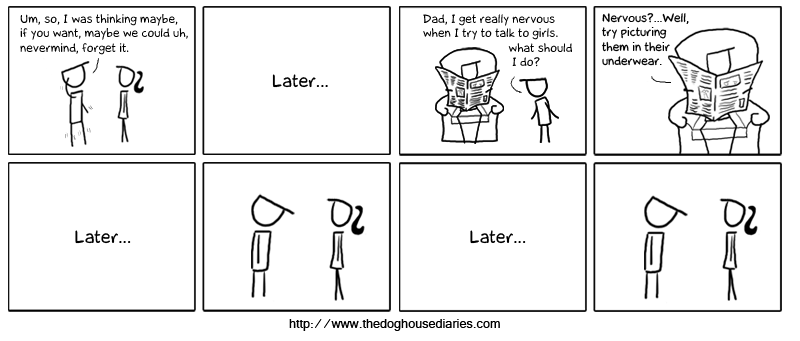 Um, so, I was thinking maybe,
if you want, maybe we could uh,
nevermind, forget it.
Later...
Dad, I get really nervous
when I try to talk to girls.
what should
I do?
Nervous?...Well,
try picturing
them in their
underwear.
Later...
Later...
http://www.thedoghousediaries.com